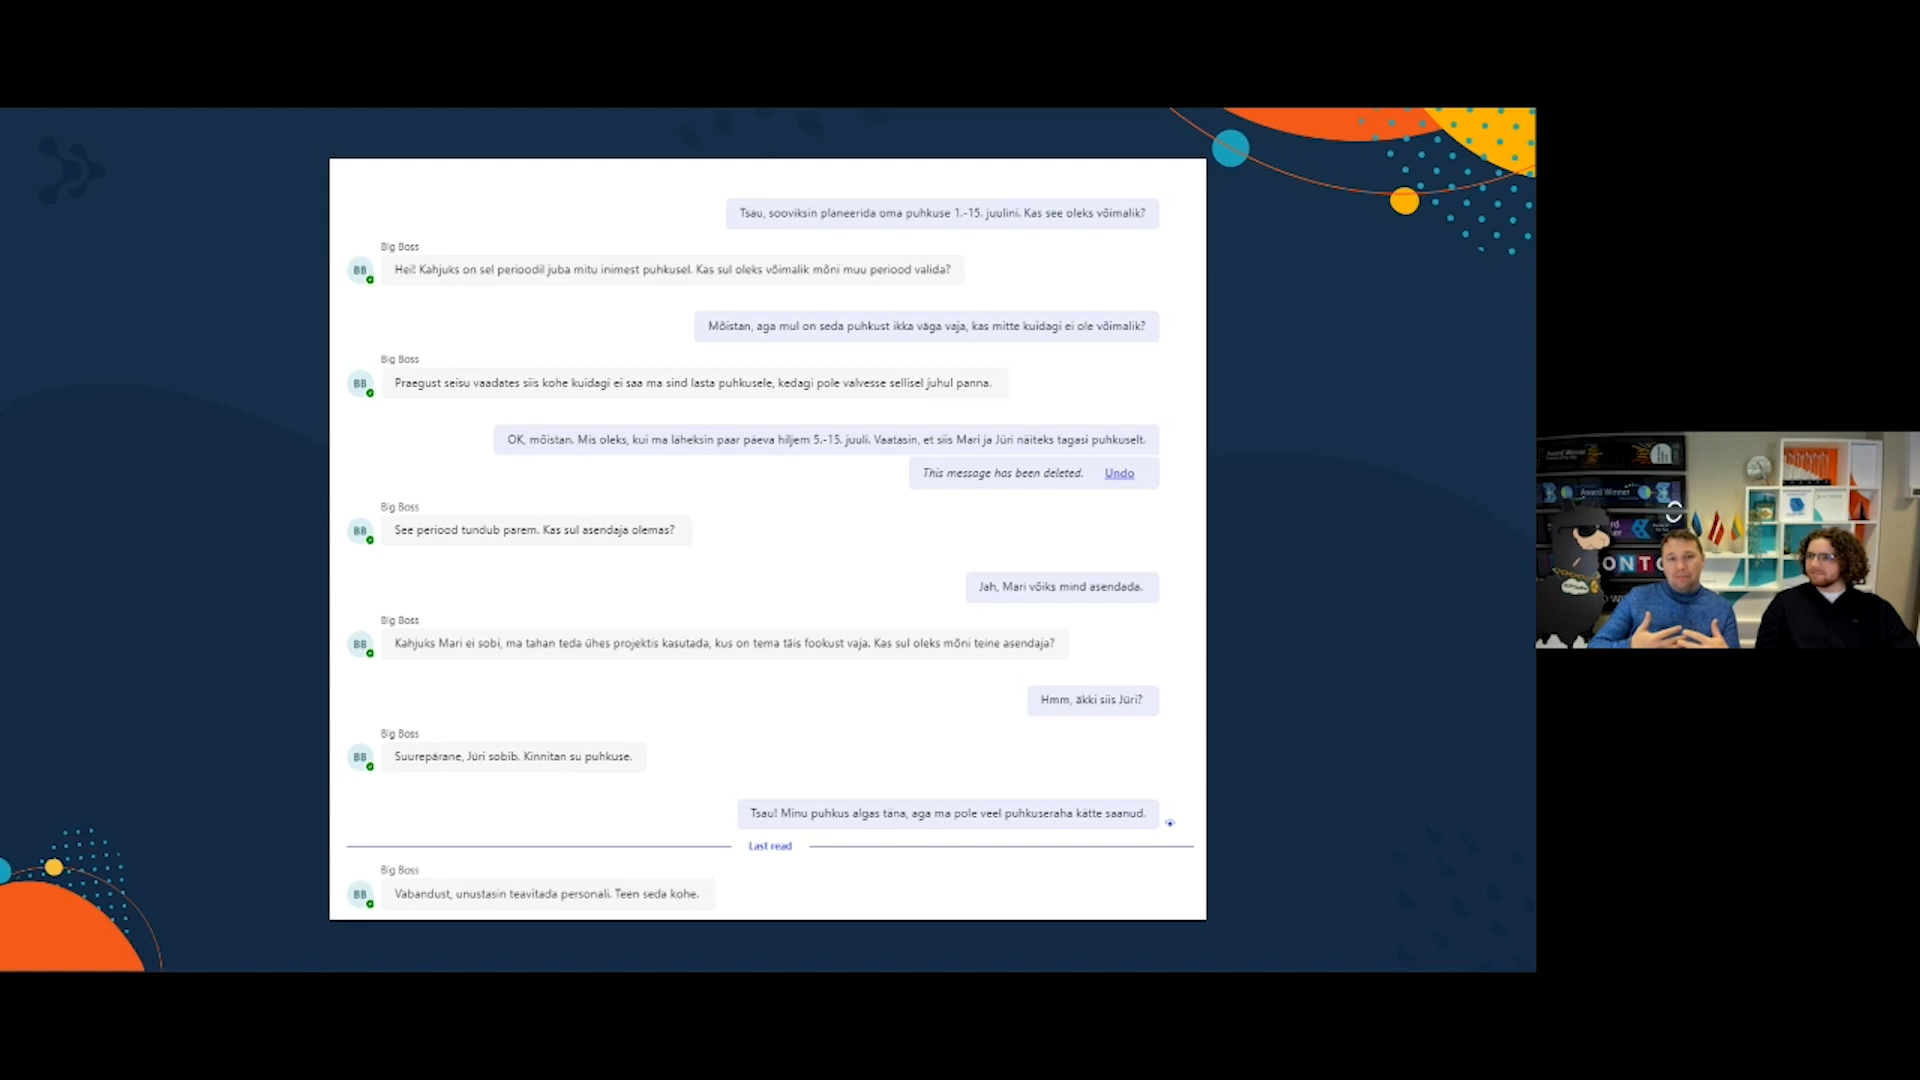 Tsau, sooviksin planeerida oma puhkuse 1.-15. juulini. Kas see oleks võimalik?
Big Boss
BB
Hei! Kahjuks on sel perioodil juba mitu inimest puhkusel. Kas sul oleks võimalik mõni muu periood valida?
Mõistan, aga mul on seda puhkust ikka väga vaja, kas mitte kuidagi ei ole võimalik?
Big Boss
BB
Praegust seisu vaadates siis kohe kuidagi ei saa ma sind lasta puhkusele, kedagi pole valvesse sellisel juhul panna.
OK, mõistan. Mis oleks, kui ma läheksin paar päeva hiljem 5.-15. juuli. Vaatasin, et siis Mari ja Jüri näiteks tagasi puhkuselt.
This message has been deleted. Undo
Big Boss
BB
See periood tundub parem. Kas sul asendaja olemas?
Jah, Mari võiks mind asendada.
Big Boss
BB
Kahjuks Mari ei sobi, ma tahan teda ühes projektis kasutada, kus on tema täis fookust vaja. Kas sul oleks mõni teine asendaja?
Hmm, äkki siis Jüri?
Big Boss
BB
Suurepärane, Jüri sobib. Kinnitan su puhkuse.
Tsau! Minu puhkus algas täna, aga ma pole veel puhkuseraha kätte saanud.
Last read
Big Boss
BB
Vabandust, unustasin teavitada personali. Teen seda kohe.
Award Winner
Award Winner